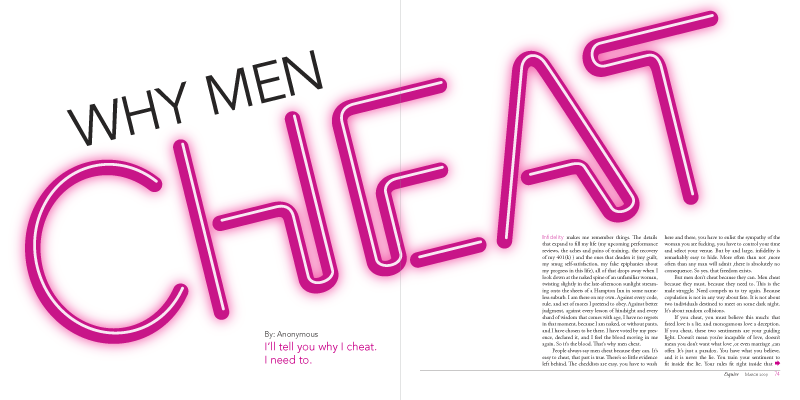 WHY MEN
CHEAT
By: Anonymous
I'll tell you why I cheat.
I need to.
Infidelity makes me remember things. The details
that expand to fill my life (my upcoming performance
reviews, the aches and pains of training, the recovery
of my 401(k) ) and the ones that deaden it (my guilt,
my smug self-satisfaction, my fake epiphanies about
my progress in this life), all of that drops away when I
look down at the naked spine of an unfamiliar woman,
twisting slightly in the late-afternoon sunlight stream-
ing onto the sheets of a Hampton Inn in some name-
less suburb. I am there on my own. Against every code,
rule, and set of mores I pretend to obey. Against better
judgment, against every lesson of hindsight and every
shard of wisdom that comes with age, I have no regrets
in that moment, because I am naked, or without pants,
and I have chosen to be there. I have voted by my pres-
ence, declared it, and I feel the blood moving in me
again. So it's the blood. That's why men cheat.
People always say men cheat because they can. It's
easy to cheat, that part is true. There's so little evidence
left behind. The checklists are easy. you have to wash
here and there, you have to enlist the sympathy of the
woman you are fucking, you have to control your time
and select your venue. But by and large, infidelity is
remarkably easy to hide. More often than not ,more
often than any man will admit ,there is absolutely no
consequence. So yes, that freedom exists.
But men don't cheat because they can. Men cheat
because they must, because they need to. This is the
male struggle. Need compels us to try again. Because
copulation is not in any way about fate. It is not about
two individuals destined to meet on some dark night.
It's about random collisions.
If you cheat, you must believe this much: that
fated love is a lie, and monogamous love a deception.
If you cheat, these two sentiments are your guiding
light. Doesn't mean you're incapable of love, doesn't
mean you don't want what love ,or even marriage ,can
offer. It's just a paradox. You have what you believe,
and it is never the lie. You turn your sentiment to
fit inside the lie. Your rules fit right inside that
Esquire March 2009 74